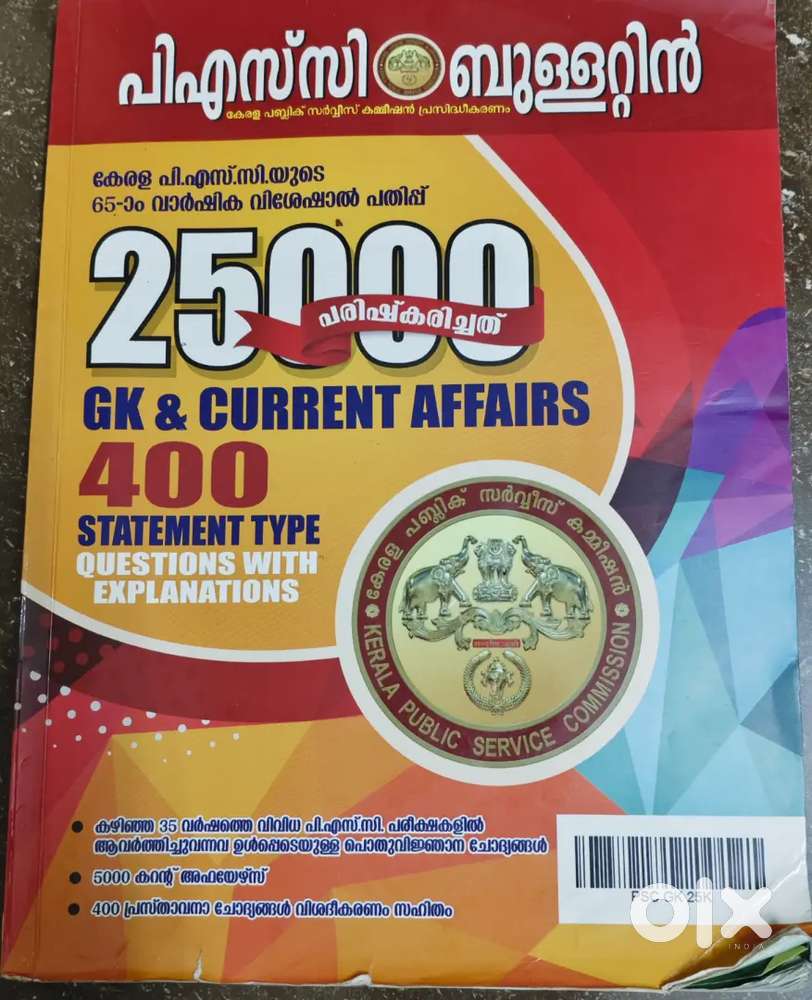 പിഎസ്‌സി ബുള്ളറ്റിൻ
കേരള പബ്ലിക് സർവ്വീസ് കമ്മീഷൻ പ്രസിദ്ധീകരണം
കേരള പി.എസ്.സി.യുടെ
65-ാം വാർഷിക വിശേഷാൽ പതിപ്പ്
25000
പരിഷ്കരിച്ചത്
GK & CURRENT AFFAIRS
400
STATEMENT TYPE
QUESTIONS WITH
EXPLANATIONS
കേരള പബ്ലിക് സർവ്വീസ് കമ്മീഷൻ
KERALA PUBLIC SERVICE COMMISSION
• കഴിഞ്ഞ 35 വർഷത്തെ വിവിധ പി.എസ്.സി. പരീക്ഷകളിൽ
ആവർത്തിച്ചുവന്നവ ഉൾപ്പെടെയുള്ള പൊതുവിജ്ഞാന ചോദ്യങ്ങൾ
• 5000 കറന്റ് അഫയേഴ്സ്
• 400 പ്രസ്താവനാ ചോദ്യങ്ങൾ വിശദീകരണം സഹിതം
PSC GK 25K
olx
INDIA